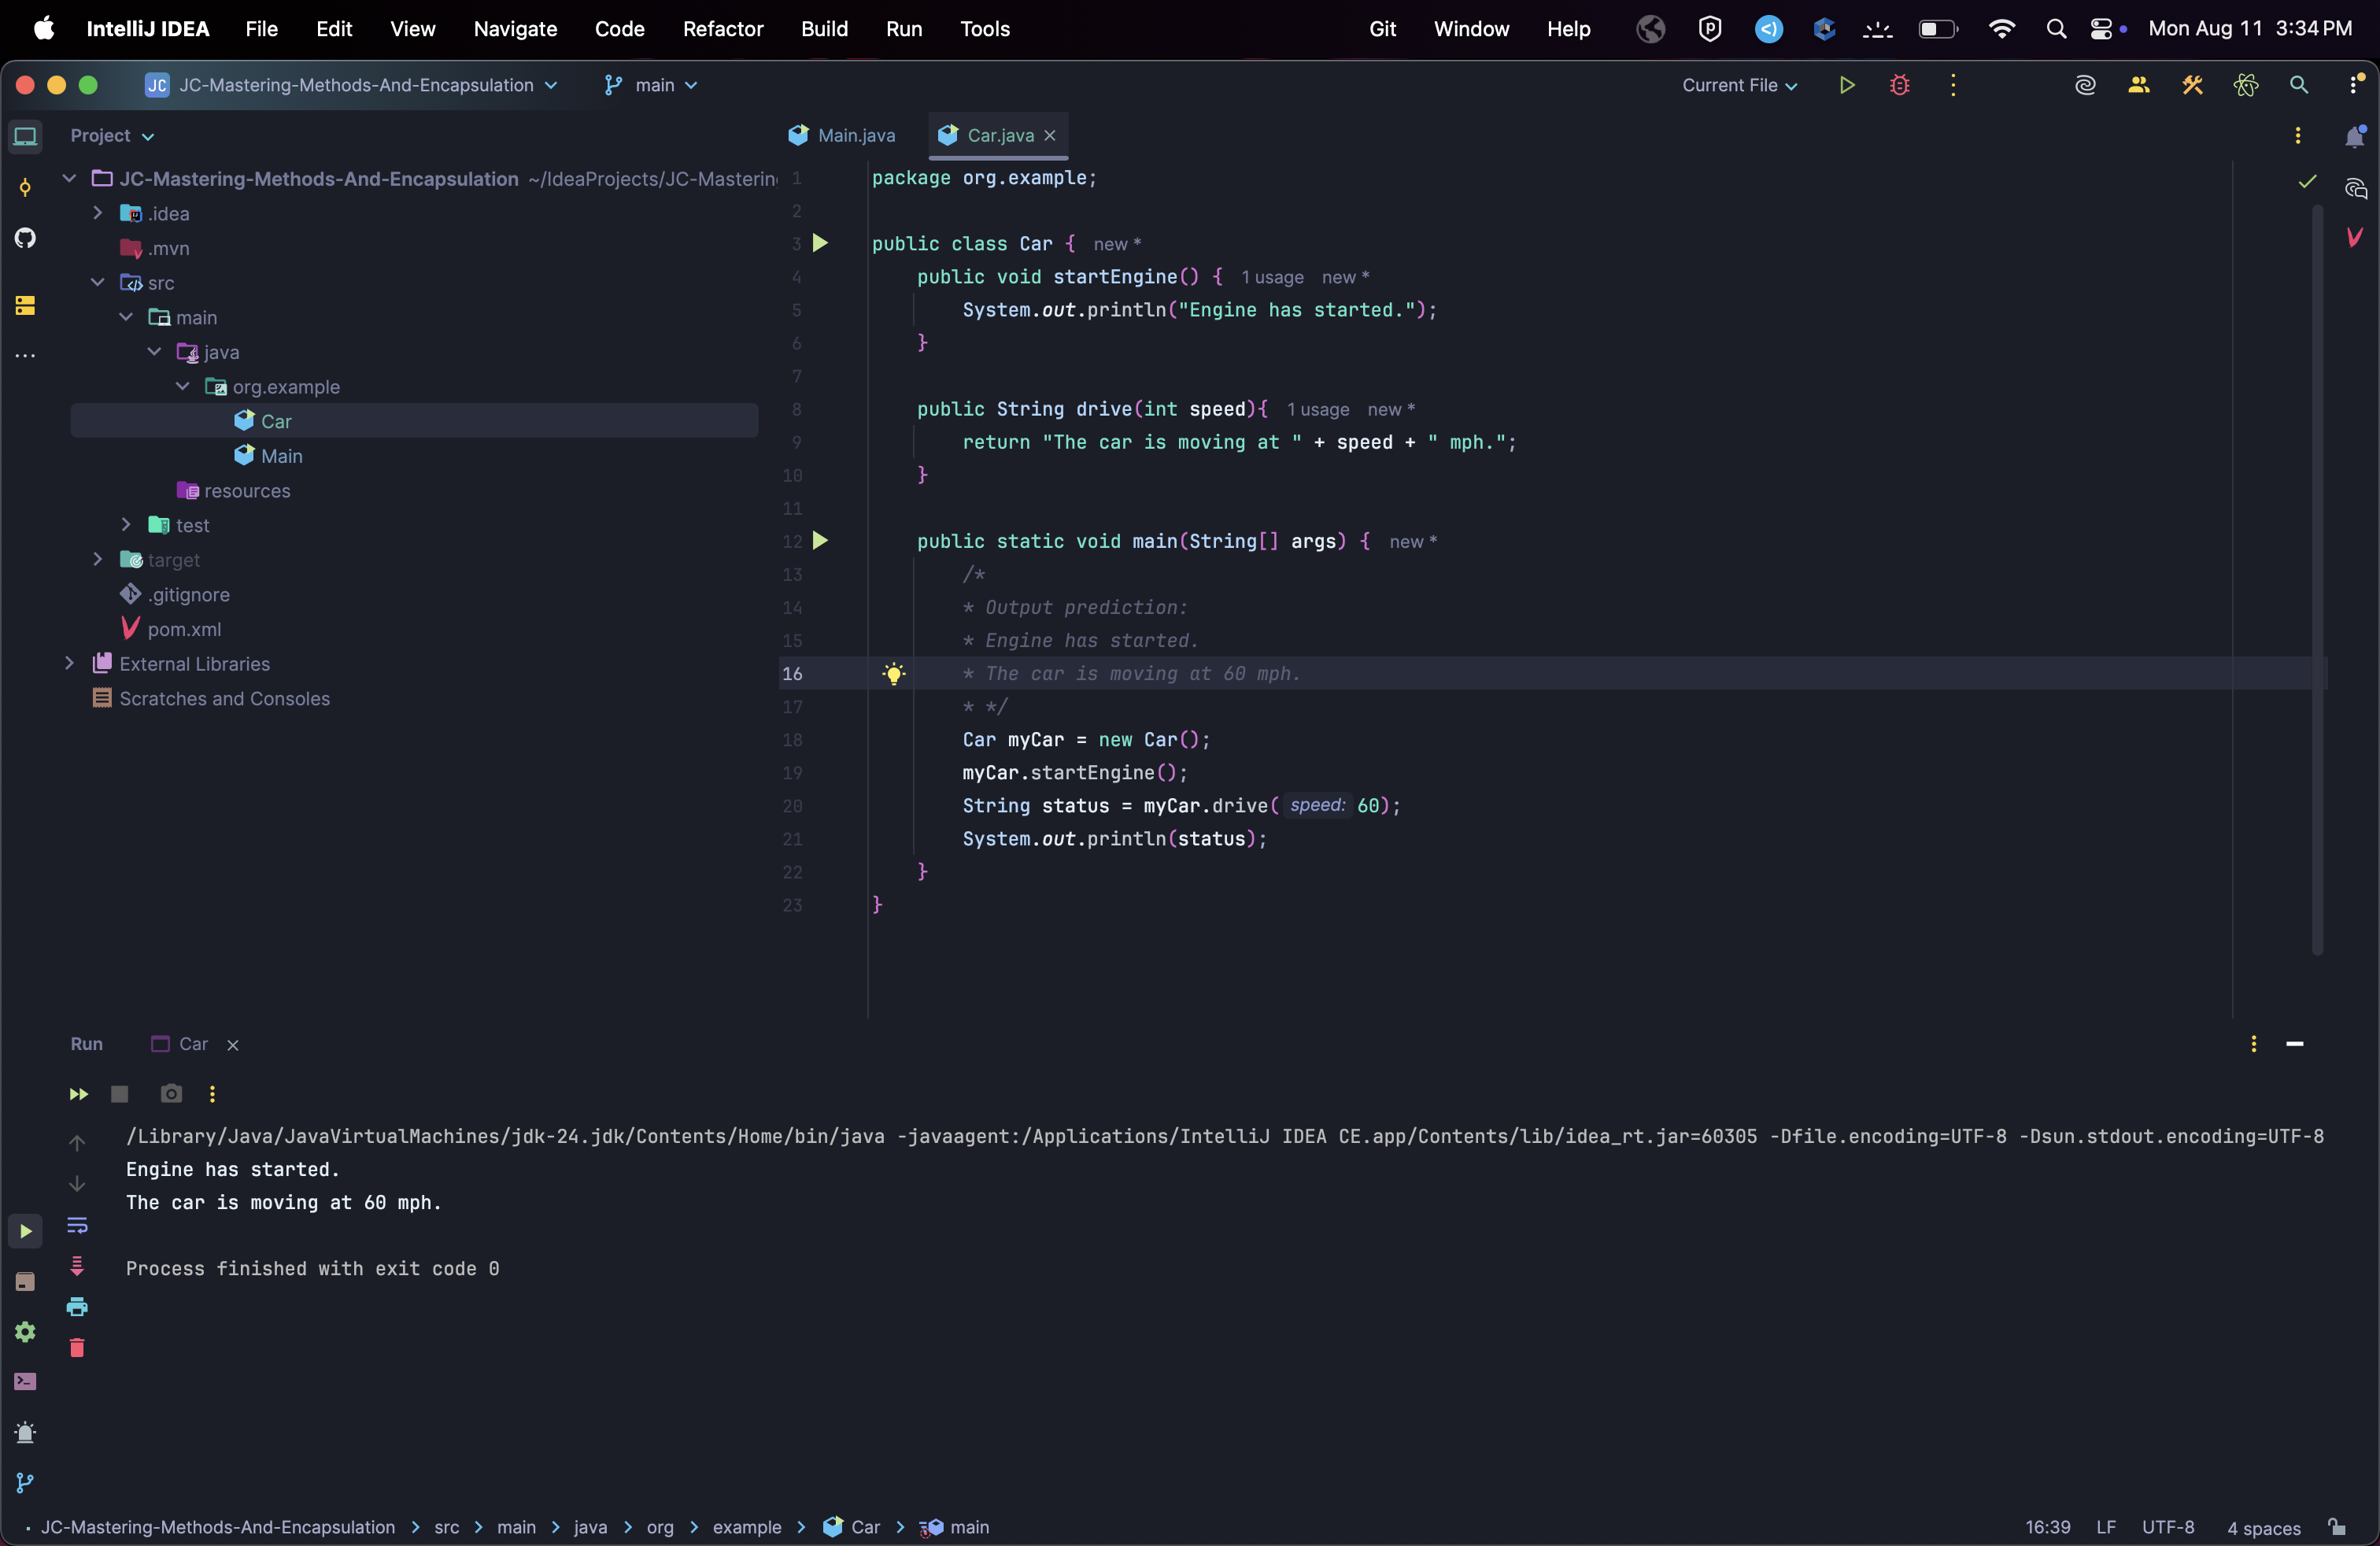 IntelliJ IDEA File Edit View Navigate Code Refactor Build Run Tools Git Window Help Mon Aug 11 3:34 PM
JC JC-Mastering-Methods-And-Encapsulation main Current File
Project
JC-Mastering-Methods-And-Encapsulation ~/IdeaProjects/JC-Mastering
.idea
.mvn
src
main
java
org.example
Car
Main
resources
test
target
.gitignore
pom.xml
External Libraries
Scratches and Consoles
Main.java Car.java
1 package org.example;
2
3 public class Car { new *
4 public void startEngine() { 1 usage new *
5 System.out.println("Engine has started.");
6 }
7
8 public String drive(int speed){ 1 usage new *
9 return "The car is moving at " + speed + " mph.";
10 }
11
12 public static void main(String[] args) { new *
13 /*
14 * Output prediction:
15 * Engine has started.
16 * The car is moving at 60 mph.
17 * */
18 Car myCar = new Car();
19 myCar.startEngine();
20 String status = myCar.drive( speed: 60);
21 System.out.println(status);
22 }
23 }
Run Car
/Library/Java/JavaVirtualMachines/jdk-24.jdk/Contents/Home/bin/java -javaagent:/Applications/IntelliJ IDEA CE.app/Contents/lib/idea_rt.jar=60305 -Dfile.encoding=UTF-8 -Dsun.stdout.encoding=UTF-8
Engine has started.
The car is moving at 60 mph.
Process finished with exit code 0
JC-Mastering-Methods-And-Encapsulation > src > main > java > org > example > Car > main 16:39 LF UTF-8 4 spaces